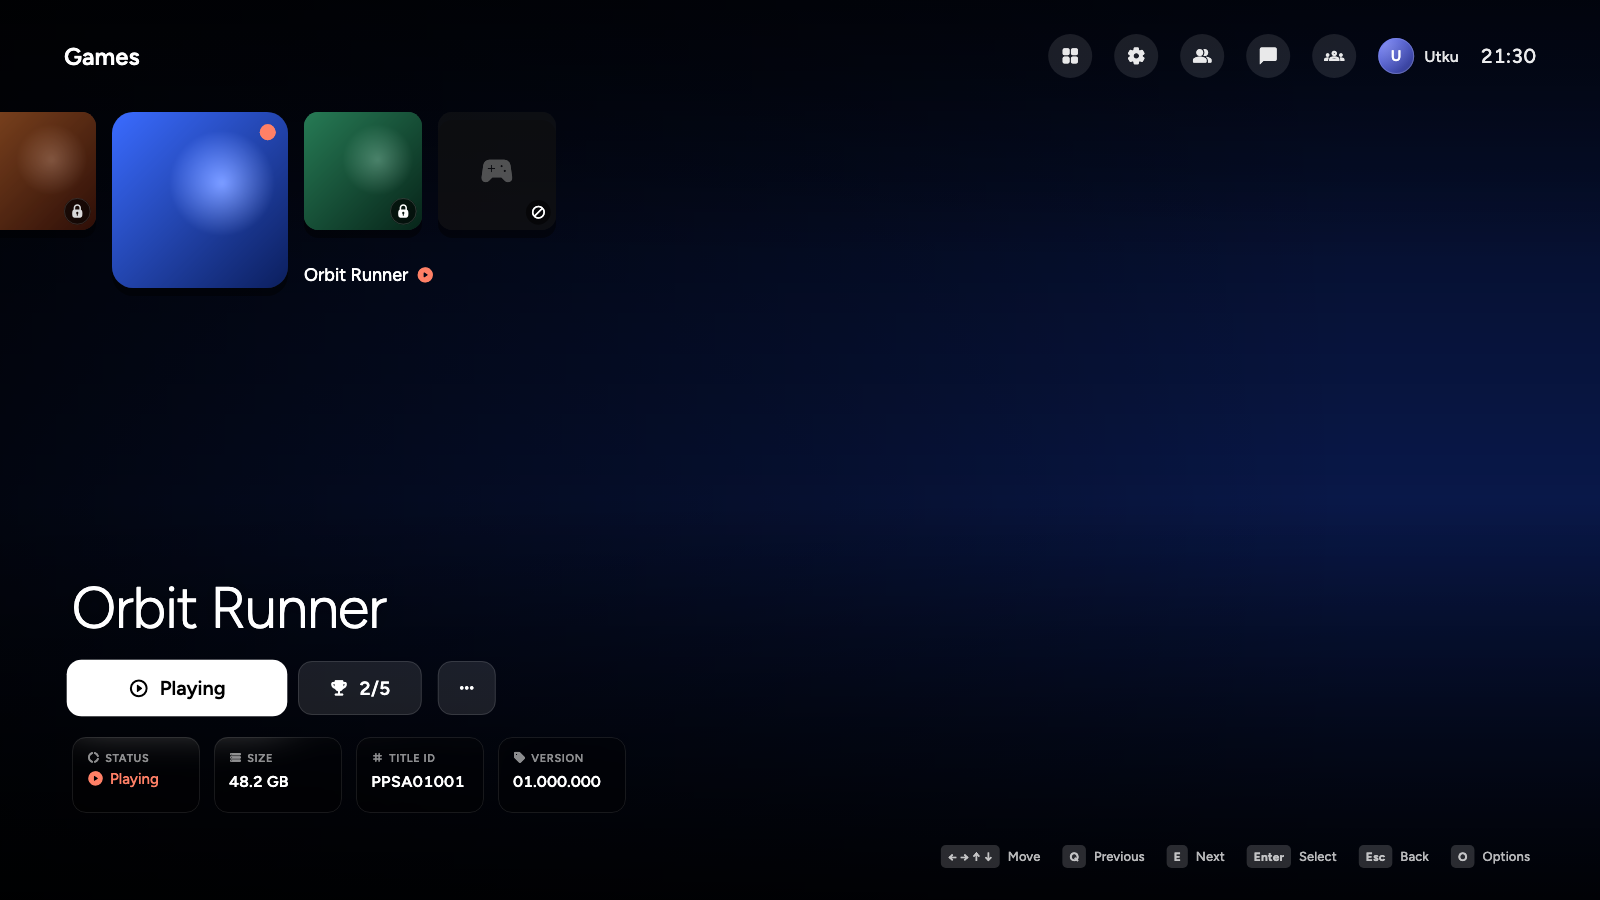 Games
U Utku 21:30
Orbit Runner
Orbit Runner
Playing 2/5 •••
STATUS SIZE # TITLE ID VERSION
Playing 48.2 GB PPSA01001 01.000.000
←→↑↓ Move Q Previous E Next Enter Select Esc Back O Options